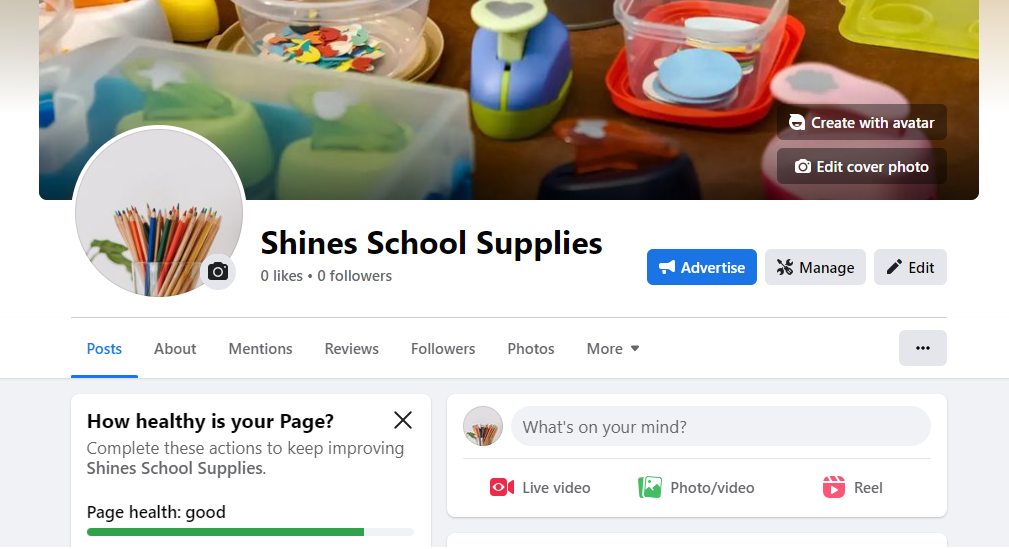 Create with avatar
Edit cover photo
Shines School Supplies
0 likes • 0 followers
Advertise
Manage
Edit
Posts
About
Mentions
Reviews
Followers
Photos
More
How healthy is your Page?
Complete these actions to keep improving
Shines School Supplies.
Page health: good
What's on your mind?
Live video
Photo/video
Reel